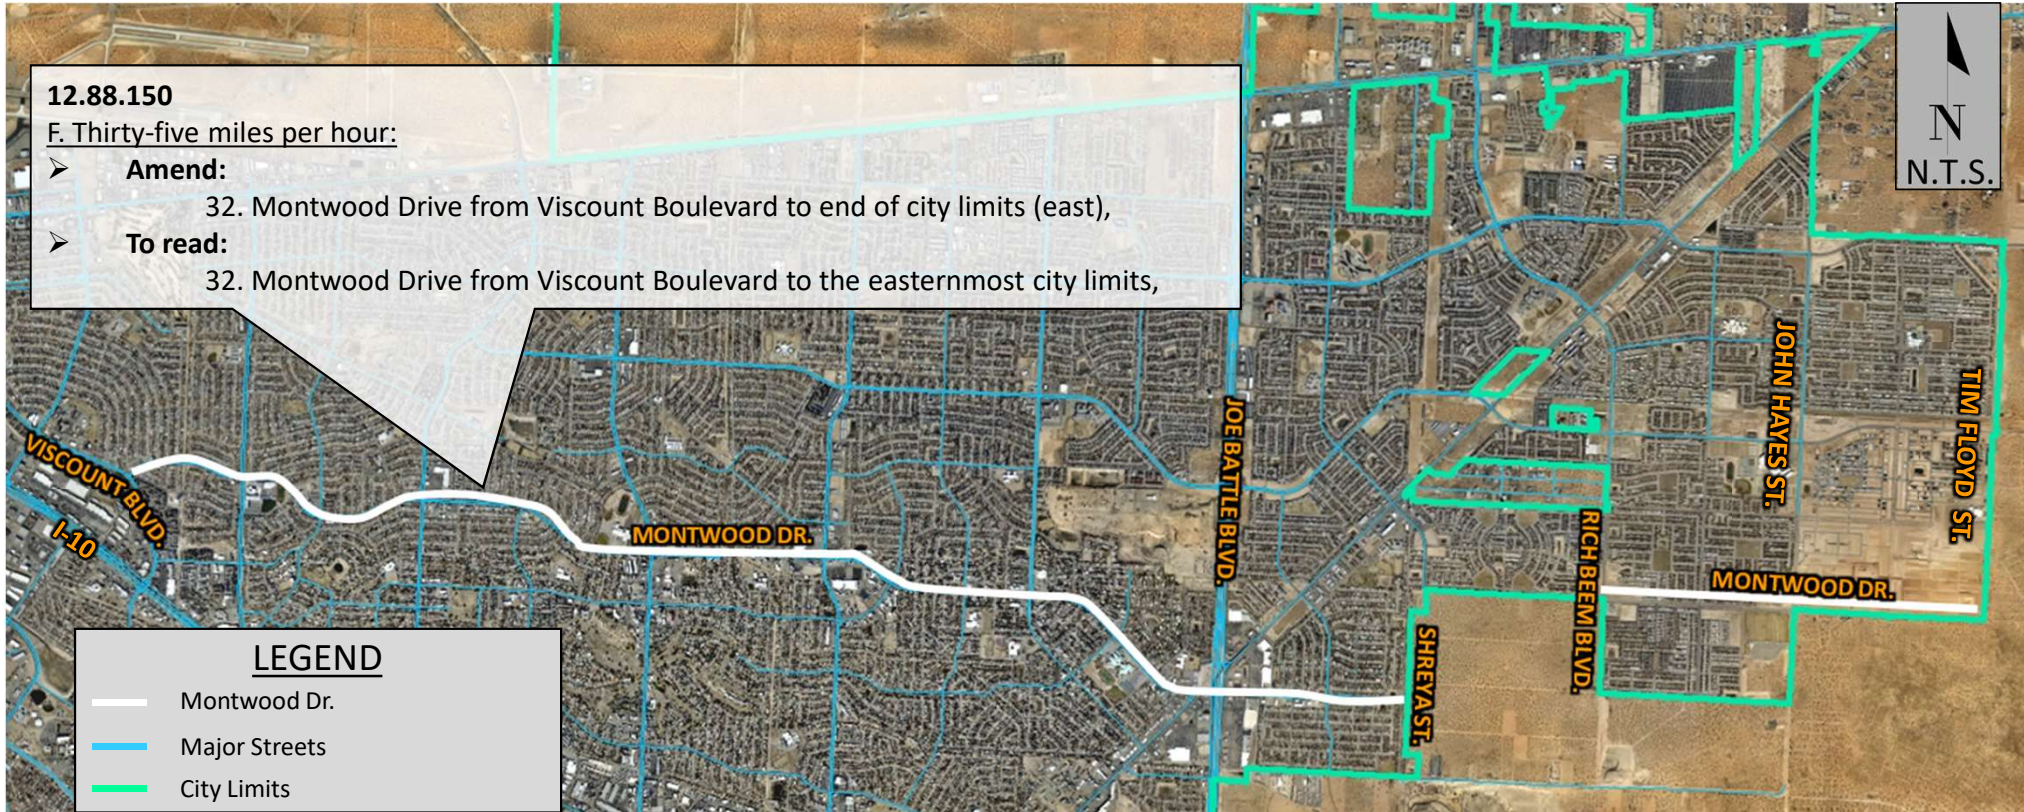 12.88.150
F. Thirty-five miles per hour:
➢ Amend:
32. Montwood Drive from Viscount Boulevard to end of city limits (east),
➢ To read:
32. Montwood Drive from Viscount Boulevard to the easternmost city limits,
N
N.T.S.
VISCOUNT BLVD.
I-10
MONTWOOD DR.
JOE BATTLE BLVD.
SHREYA ST.
RICH BEEM BLVD.
MONTWOOD DR.
JOHN HAYES ST.
TIM FLOYD ST.
LEGEND
Montwood Dr.
Major Streets
City Limits